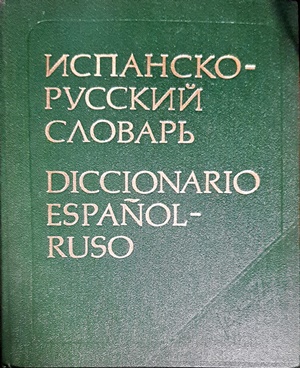 ИСПАНСКО-
РУССКИЙ
СЛОВАРЬ
DICCIONARIO
ESPAÑOL-
RUSO